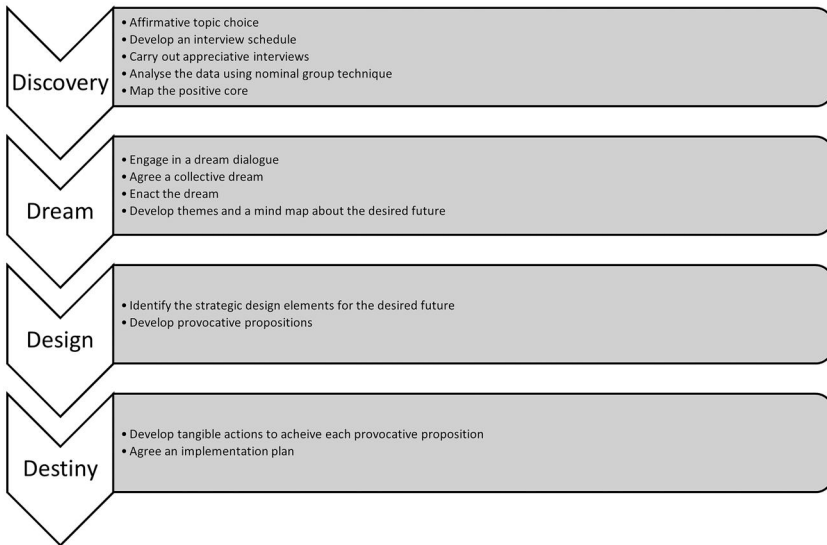 Discovery
• Affirmative topic choice
• Develop an interview schedule
• Carry out appreciative interviews
• Analyse the data using nominal group technique
• Map the positive core
Dream
• Engage in a dream dialogue
• Agree a collective dream
• Enact the dream
• Develop themes and a mind map about the desired future
Design
• Identify the strategic design elements for the desired future
• Develop provocative propositions
Destiny
• Develop tangible actions to acheive each provocative proposition
• Agree an implementation plan